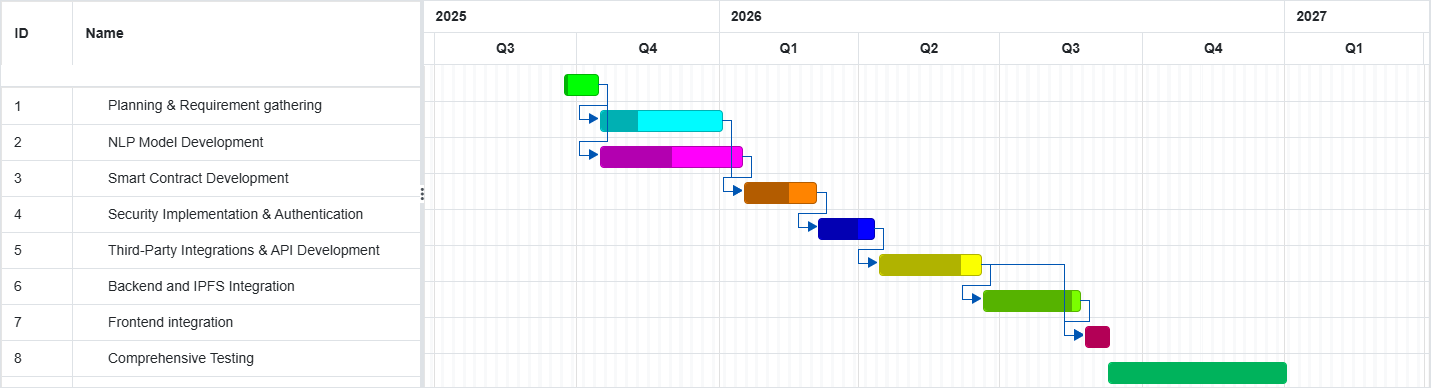 ID Name 2025 2026 2027
Q3 Q4 Q1 Q2 Q3 Q4 Q1
1 Planning & Requirement gathering
2 NLP Model Development
3 Smart Contract Development
4 Security Implementation & Authentication
5 Third-Party Integrations & API Development
6 Backend and IPFS Integration
7 Frontend integration
8 Comprehensive Testing